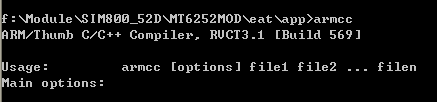 f:\Module\SIM800_52D\MT6252MOD\eat\app>armcc
ARM/Thumb C/C++ Compiler, RVCT3.1 [Build 569]
Usage:         armcc [options] file1 file2 ... filen
Main options: